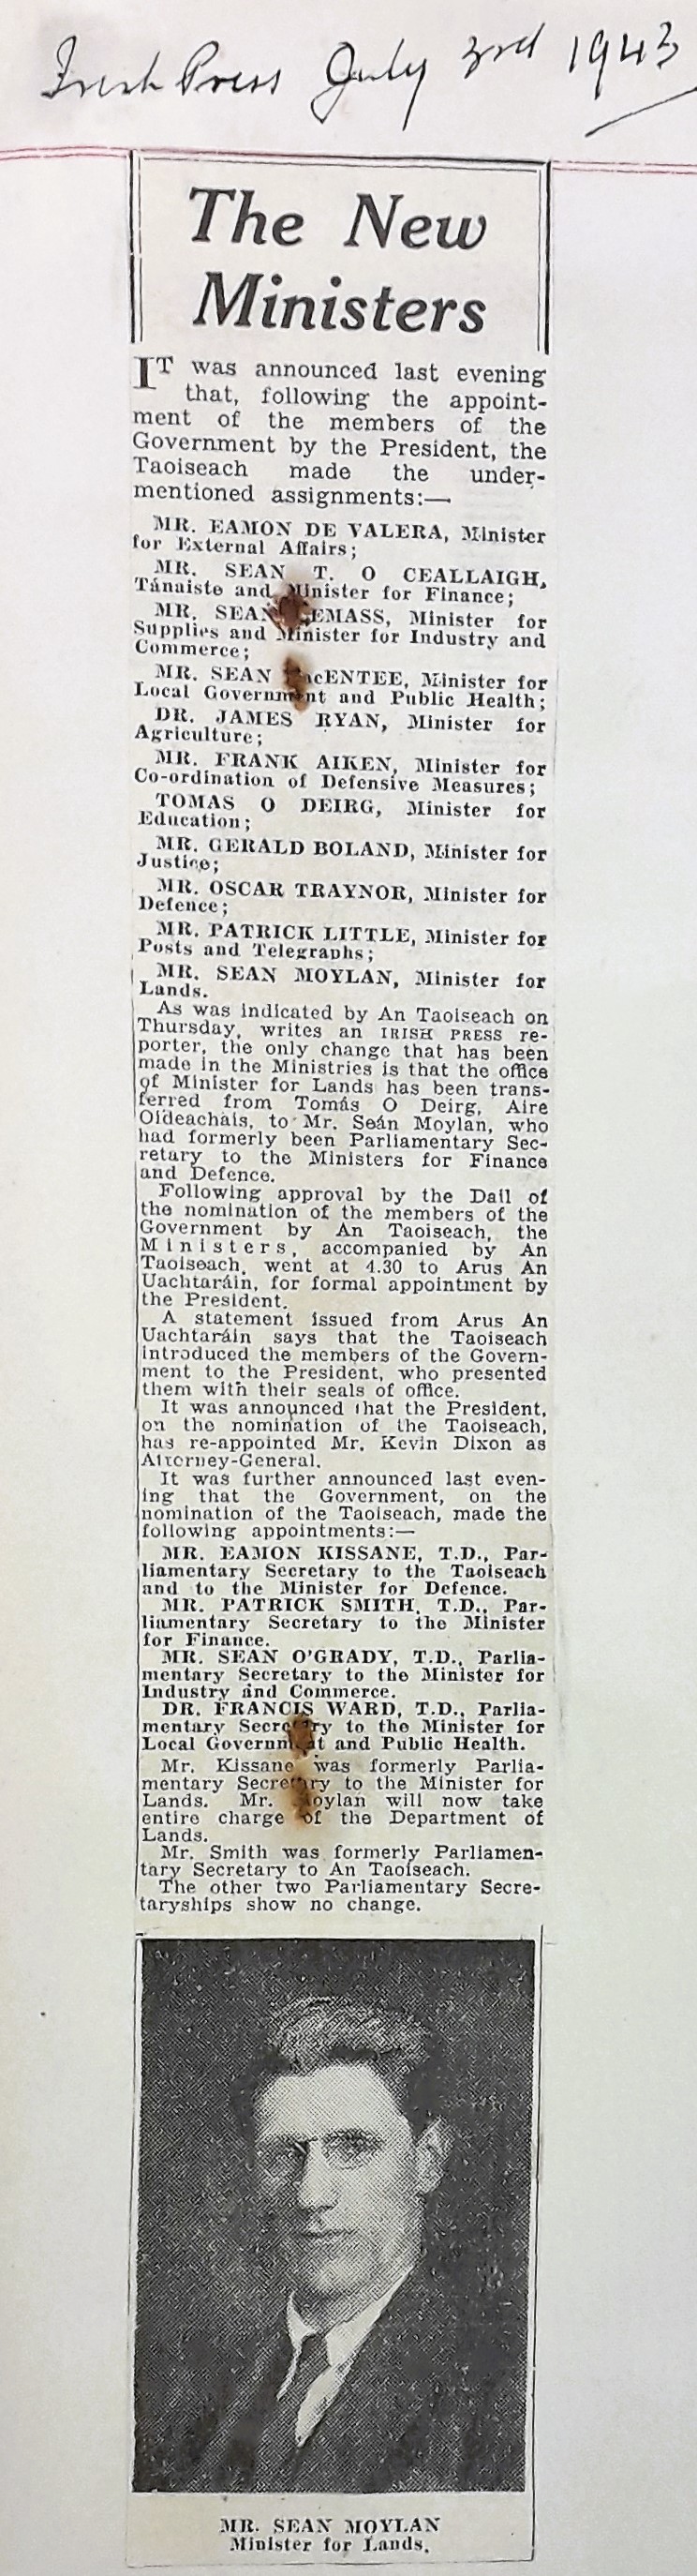 Irish Press July 3rd 1943
The New
Ministers
IT was announced last evening
that, following the appoint-
ment of the members of the
Government by the President, the
Taoiseach made the under-
mentioned assignments:—
MR. EAMON DE VALERA, Minister
for External Affairs;
MR. SEAN T. O CEALLAIGH,
Tánaiste and Minister for Finance;
MR. SEAN LEMASS, Minister for
Supplies and Minister for Industry and
Commerce;
MR. SEAN MacENTEE, Minister for
Local Government and Public Health;
DR. JAMES RYAN, Minister for
Agriculture;
MR. FRANK AIKEN, Minister for
Co-ordination of Defensive Measures;
TOMAS O DEIRG, Minister for
Education;
MR. GERALD BOLAND, Minister for
Justice;
MR. OSCAR TRAYNOR, Minister for
Defence;
MR. PATRICK LITTLE, Minister for
Posts and Telegraphs;
MR. SEAN MOYLAN, Minister for
Lands.
As was indicated by An Taoiseach on
Thursday, writes an IRISH PRESS re-
porter, the only change that has been
made in the Ministries is that the office
of Minister for Lands has been trans-
ferred from Tomás O Deirg, Aire
Oideachais, to Mr. Seán Moylan, who
had formerly been Parliamentary Sec-
retary to the Ministers for Finance
and Defence.
Following approval by the Dail of
the nomination of the members of the
Government by An Taoiseach, the
Ministers, accompanied by An
Taoiseach, went at 4.30 to Arus An
Uachtaráin, for formal appointment by
the President.
A statement issued from Arus An
Uachtaráin says that the Taoiseach
introduced the members of the Govern-
ment to the President, who presented
them with their seals of office.
It was announced that the President,
on the nomination of the Taoiseach,
has re-appointed Mr. Kevin Dixon as
Attorney-General.
It was further announced last even-
ing that the Government, on the
nomination of the Taoiseach, made the
following appointments:—
MR. EAMON KISSANE, T.D., Par-
liamentary Secretary to the Taoiseach
and to the Minister for Defence.
MR. PATRICK SMITH, T.D., Par-
liamentary Secretary to the Minister
for Finance.
MR. SEAN O'GRADY, T.D., Parlia-
mentary Secretary to the Minister for
Industry and Commerce.
DR. FRANCIS WARD, T.D., Parlia-
mentary Secretary to the Minister for
Local Government and Public Health.
Mr. Kissane was formerly Parlia-
mentary Secretary to the Minister for
Lands. Mr. Moylan will now take
entire charge of the Department of
Lands.
Mr. Smith was formerly Parliamen-
tary Secretary to An Taoiseach.
The other two Parliamentary Secre-
taryships show no change.
MR. SEAN MOYLAN
Minister for Lands.